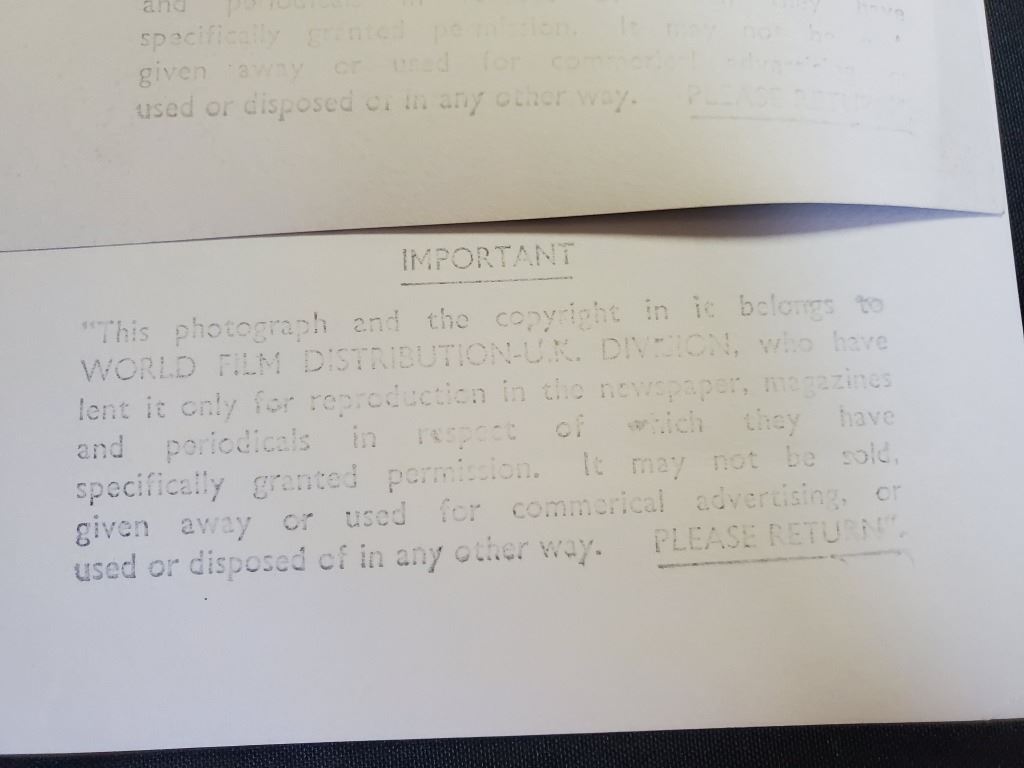 and
specifically granted permission. It may not be
given away or used for commerical
used or disposed of in any other way. PLEASE RETURN".
IMPORTANT
"This photograph and the copyright in it belongs to
WORLD FILM DISTRIBUTION-U.K. DIVISION, who have
lent it only for reproduction in the newspaper, magazines
and periodicals in respect of which they have
specifically granted permission. It may not be sold,
given away or used for commerical advertising, or
used or disposed of in any other way. PLEASE RETURN".